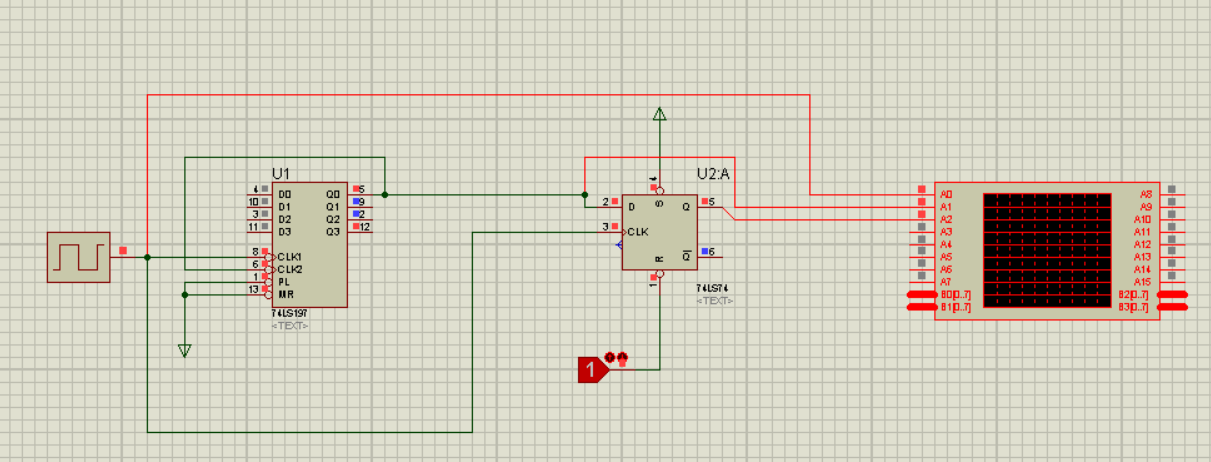 U1
4 D0 Q0 5
10 D1 Q1 9
3 D2 Q2 2
11 D3 Q3 12
8 CLK1
6 CLK2
1 PL
13 MR
74LS197
<TEXT>
U2:A
4
S
2 D Q 5
3 CLK
Q 6
R
1
74LS74
<TEXT>
1
A0 A8
A1 A9
A2 A10
A3 A11
A4 A12
A5 A13
A6 A14
A7 A15
B0[0..7] B2[0..7]
B1[0..7] B3[0..7]